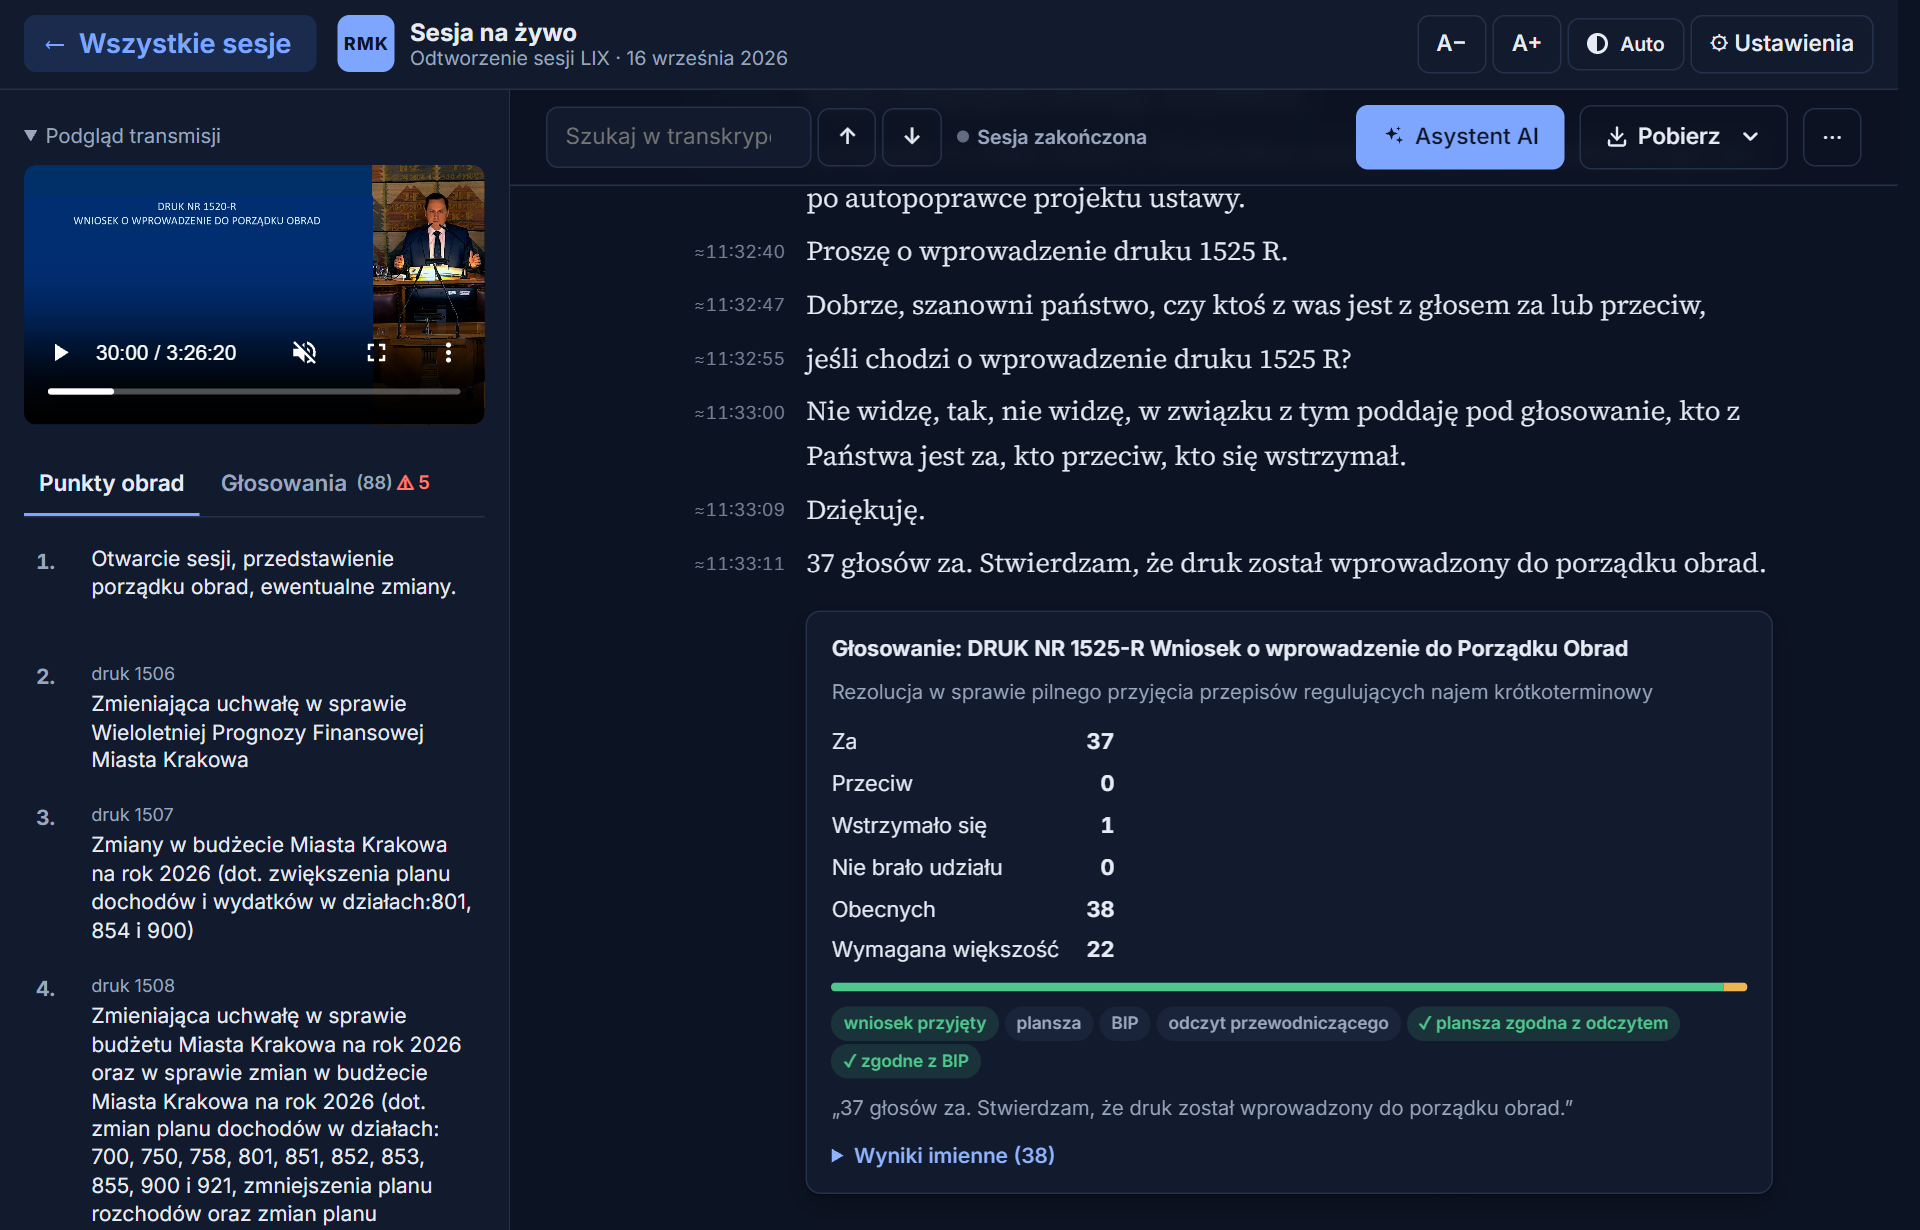 ← Wszystkie sesje
RMK
Sesja na żywo
Odtworzenie sesji LIX · 16 września 2026
A−
A+
Auto
Ustawienia
▼ Podgląd transmisji
DRUK NR 1520-R
WNIOSEK O WPROWADZENIE DO PORZĄDKU OBRAD
30:00 / 3:26:20
Punkty obrad
Głosowania (88) ⚠ 5
1. Otwarcie sesji, przedstawienie
porządku obrad, ewentualne zmiany.
2. druk 1506
Zmieniająca uchwałę w sprawie
Wieloletniej Prognozy Finansowej
Miasta Krakowa
3. druk 1507
Zmiany w budżecie Miasta Krakowa
na rok 2026 (dot. zwiększenia planu
dochodów i wydatków w działach:801,
854 i 900)
4. druk 1508
Zmieniająca uchwałę w sprawie
budżetu Miasta Krakowa na rok 2026
oraz w sprawie zmian w budżecie
Miasta Krakowa na rok 2026 (dot.
zmian planu dochodów w działach:
700, 750, 758, 801, 851, 852, 853,
855, 900 i 921, zmniejszenia planu
rozchodów oraz zmian planu
Szukaj w transkrypc
↑
↓
Sesja zakończona
Asystent AI
Pobierz
...
po autopoprawce projektu ustawy.
≈11:32:40 Proszę o wprowadzenie druku 1525 R.
≈11:32:47 Dobrze, szanowni państwo, czy ktoś z was jest z głosem za lub przeciw,
≈11:32:55 jeśli chodzi o wprowadzenie druku 1525 R?
≈11:33:00 Nie widzę, tak, nie widzę, w związku z tym poddaję pod głosowanie, kto z
Państwa jest za, kto przeciw, kto się wstrzymał.
≈11:33:09 Dziękuję.
≈11:33:11 37 głosów za. Stwierdzam, że druk został wprowadzony do porządku obrad.
Głosowanie: DRUK NR 1525-R Wniosek o wprowadzenie do Porządku Obrad
Rezolucja w sprawie pilnego przyjęcia przepisów regulujących najem krótkoterminowy
Za 37
Przeciw 0
Wstrzymało się 1
Nie brało udziału 0
Obecnych 38
Wymagana większość 22
wniosek przyjęty plansza BIP odczyt przewodniczącego ✓ plansza zgodna z odczytem
✓ zgodne z BIP
„37 głosów za. Stwierdzam, że druk został wprowadzony do porządku obrad.”
▶ Wyniki imienne (38)